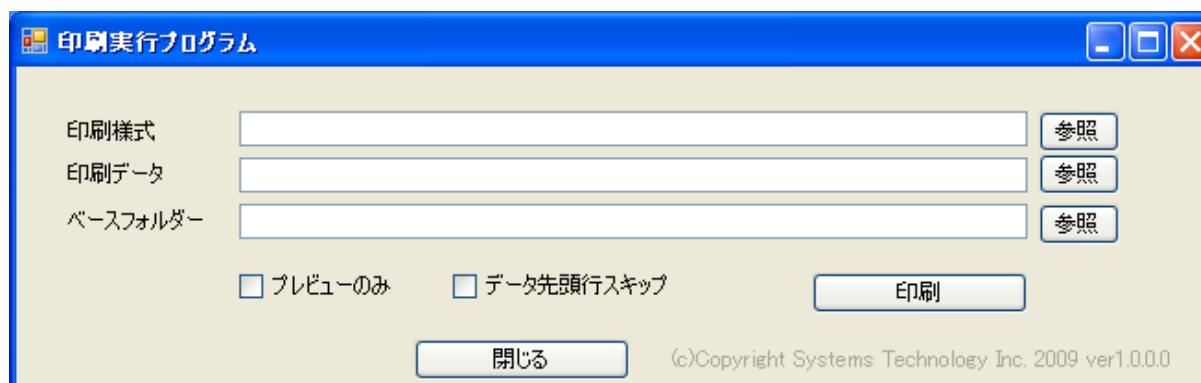 印刷実行プログラム
印刷様式 参照
印刷データ 参照
ベースフォルダー 参照
プレビューのみ データ先頭行スキップ 印刷
閉じる (c)Copyright Systems Technology Inc. 2009 ver1.0.0.0